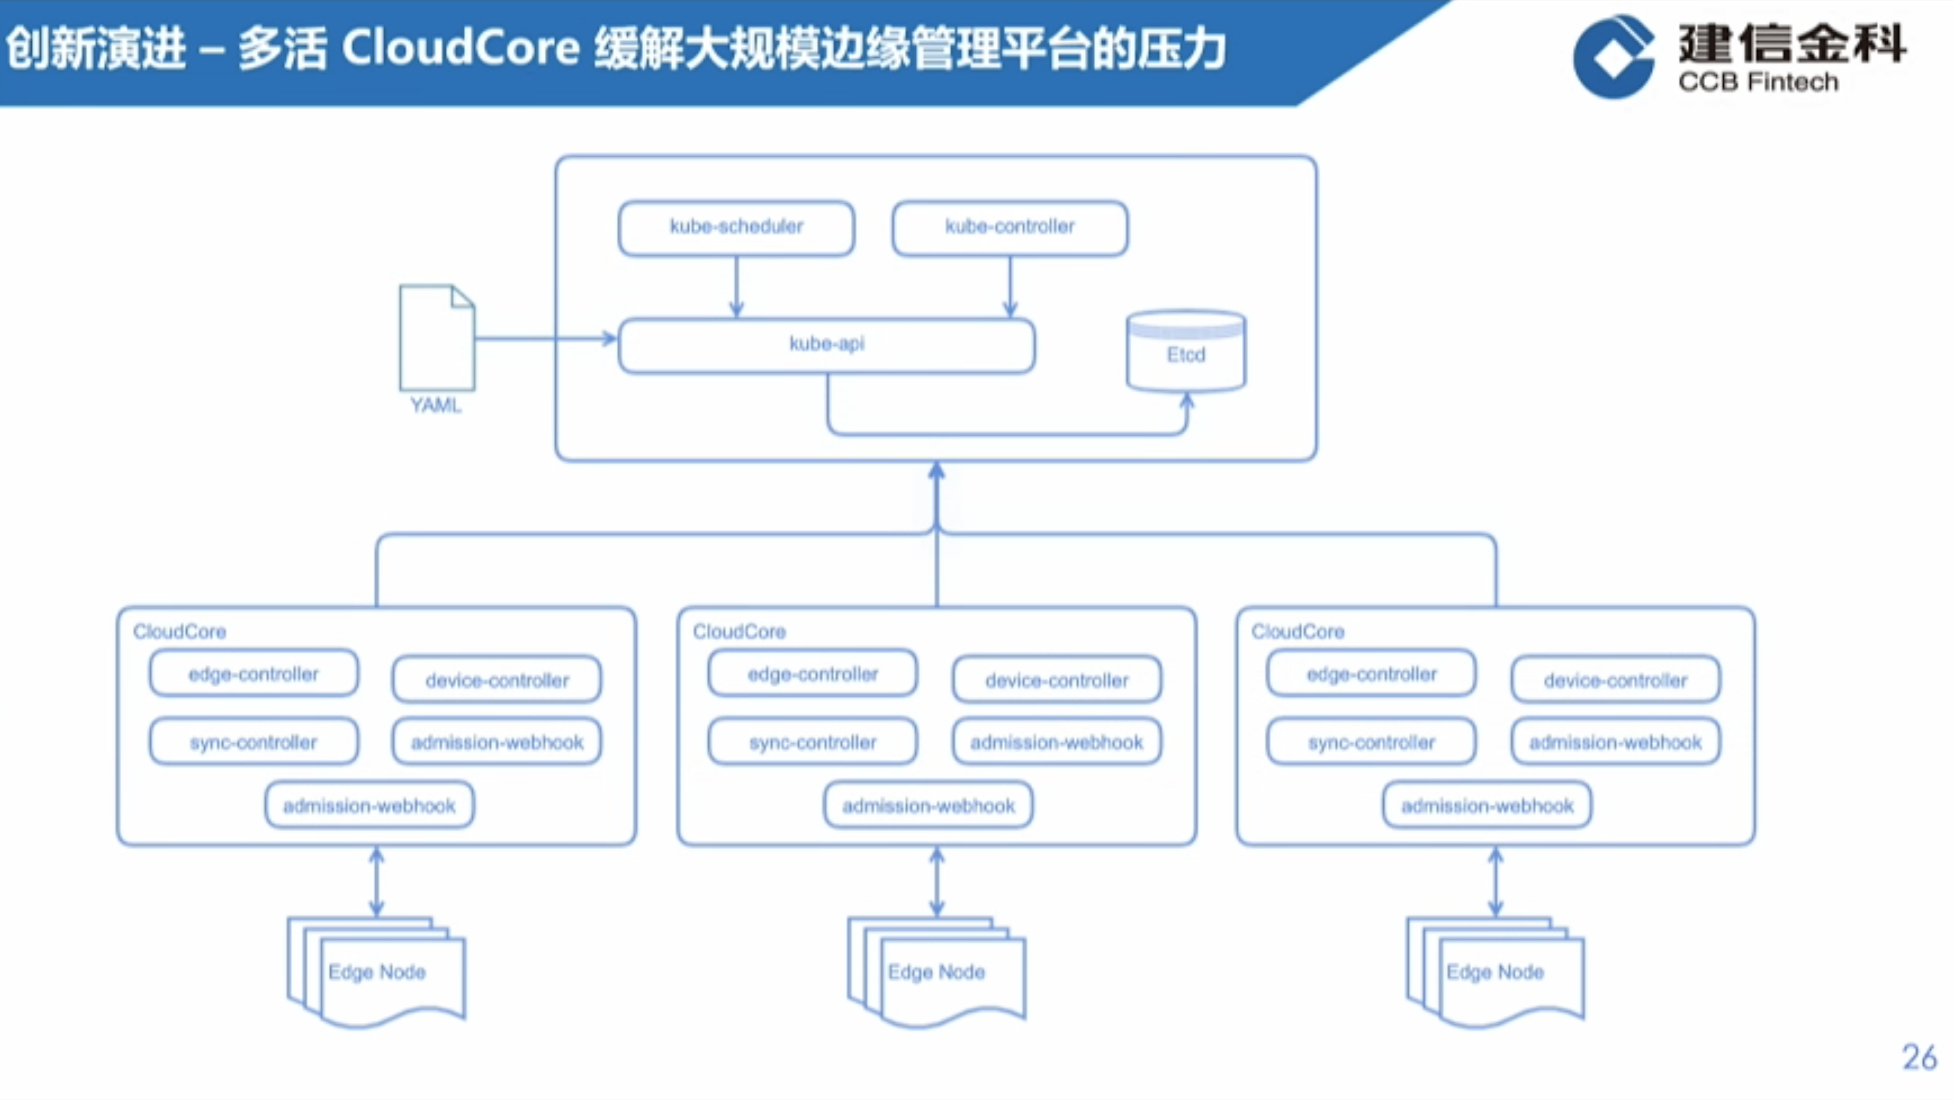 创新演进 – 多活 CloudCore 缓解大规模边缘管理平台的压力
建信金科
CCB Fintech
kube-scheduler
kube-controller
kube-api
Etcd
YAML
CloudCore
edge-controller
device-controller
sync-controller
admission-webhook
admission-webhook
Edge Node
CloudCore
edge-controller
device-controller
sync-controller
admission-webhook
admission-webhook
Edge Node
CloudCore
edge-controller
device-controller
sync-controller
admission-webhook
admission-webhook
Edge Node
26